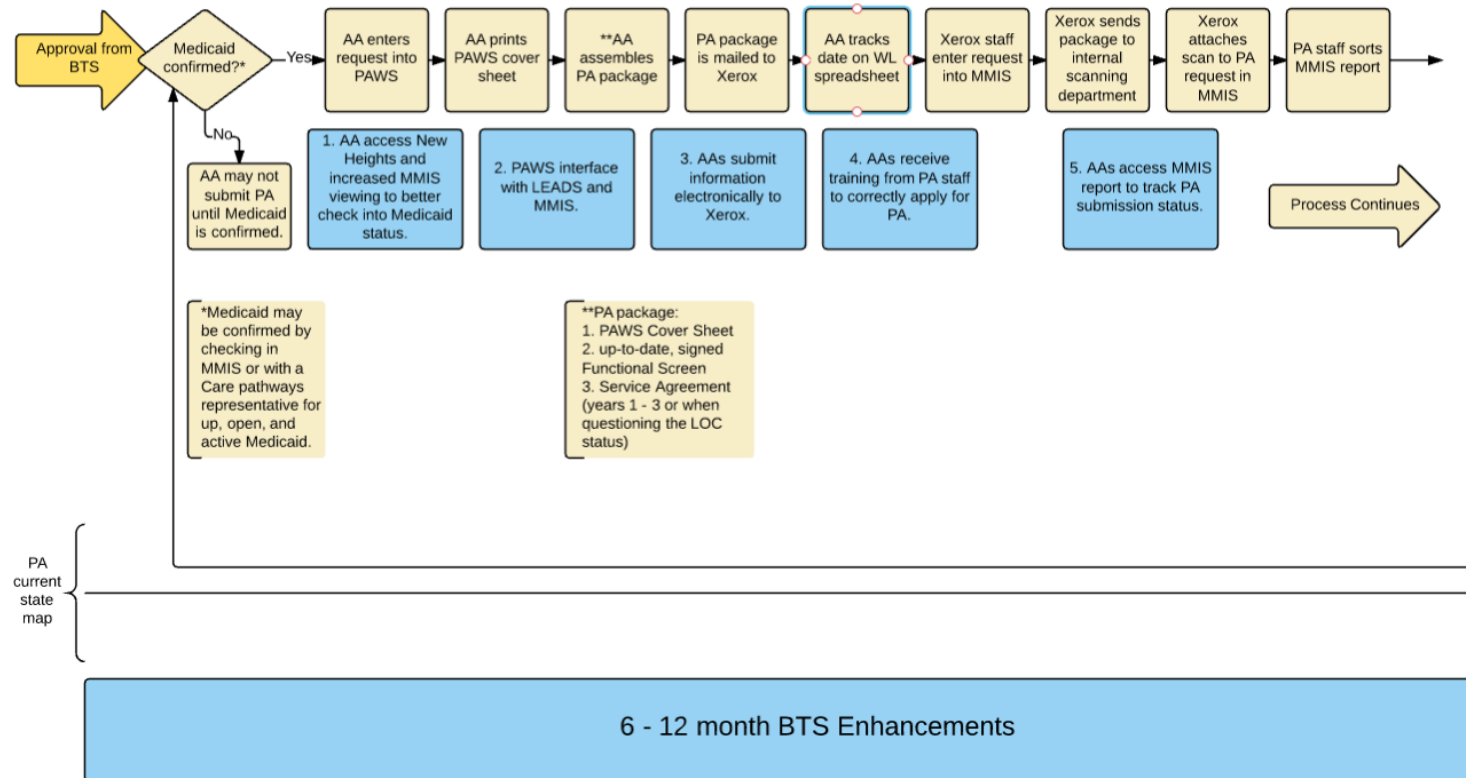 Approval from
BTS
Medicaid
confirmed?*
Yes
AA enters
request into
PAWS
AA prints
PAWS cover
sheet
**AA
assembles
PA package
PA package
is mailed to
Xerox
AA tracks
date on WL
spreadsheet
Xerox staff
enter request
into MMIS
Xerox sends
package to
internal
scanning
department
Xerox
attaches
scan to PA
request in
MMIS
PA staff sorts
MMIS report
No
AA may not
submit PA
until Medicaid
is confirmed.
1. AA access New
Heights and
increased MMIS
viewing to better
check into Medicaid
status.
2. PAWS interface
with LEADS and
MMIS.
3. AAs submit
information
electronically to
Xerox.
4. AAs receive
training from PA staff
to correctly apply for
PA.
5. AAs access MMIS
report to track PA
submission status.
Process Continues
*Medicaid may
be confirmed by
checking in
MMIS or with a
Care pathways
representative for
up, open, and
active Medicaid.
**PA package:
1. PAWS Cover Sheet
2. up-to-date, signed
Functional Screen
3. Service Agreement
(years 1 - 3 or when
questioning the LOC
status)
PA
current
state
map
6 - 12 month BTS Enhancements